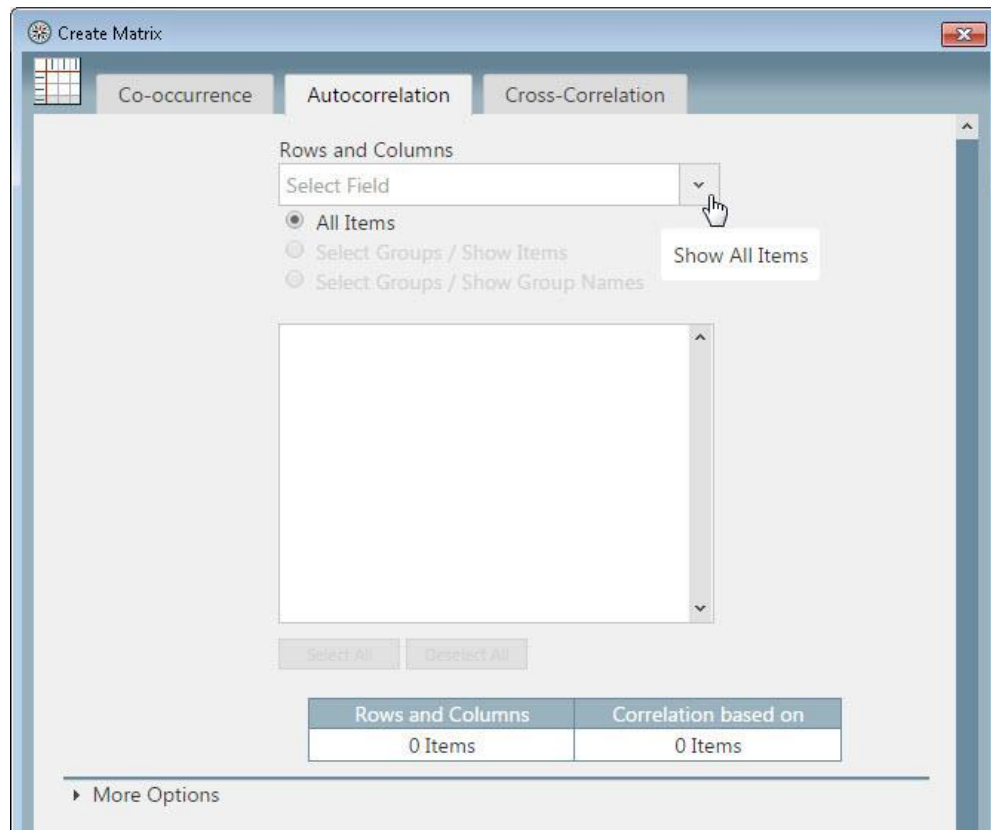 Create Matrix
Co-occurrence Autocorrelation Cross-Correlation
Rows and Columns
Select Field
All Items
Select Groups / Show Items
Show All Items
Select Groups / Show Group Names
Select All Deselect All
Rows and Columns Correlation based on
0 Items 0 Items
More Options